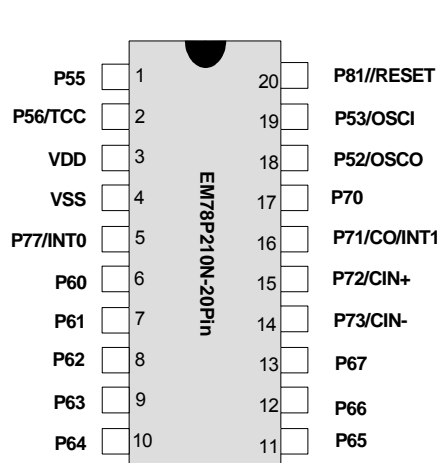 P55 1 20 P81//RESET
P56/TCC 2 19 P53/OSCI
VDD 3 18 P52/OSCO
VSS 4 17 P70
P77/INT0 5 16 P71/CO/INT1
P60 6 15 P72/CIN+
P61 7 14 P73/CIN-
P62 8 13 P67
P63 9 12 P66
P64 10 11 P65
EM78P210N-20Pin